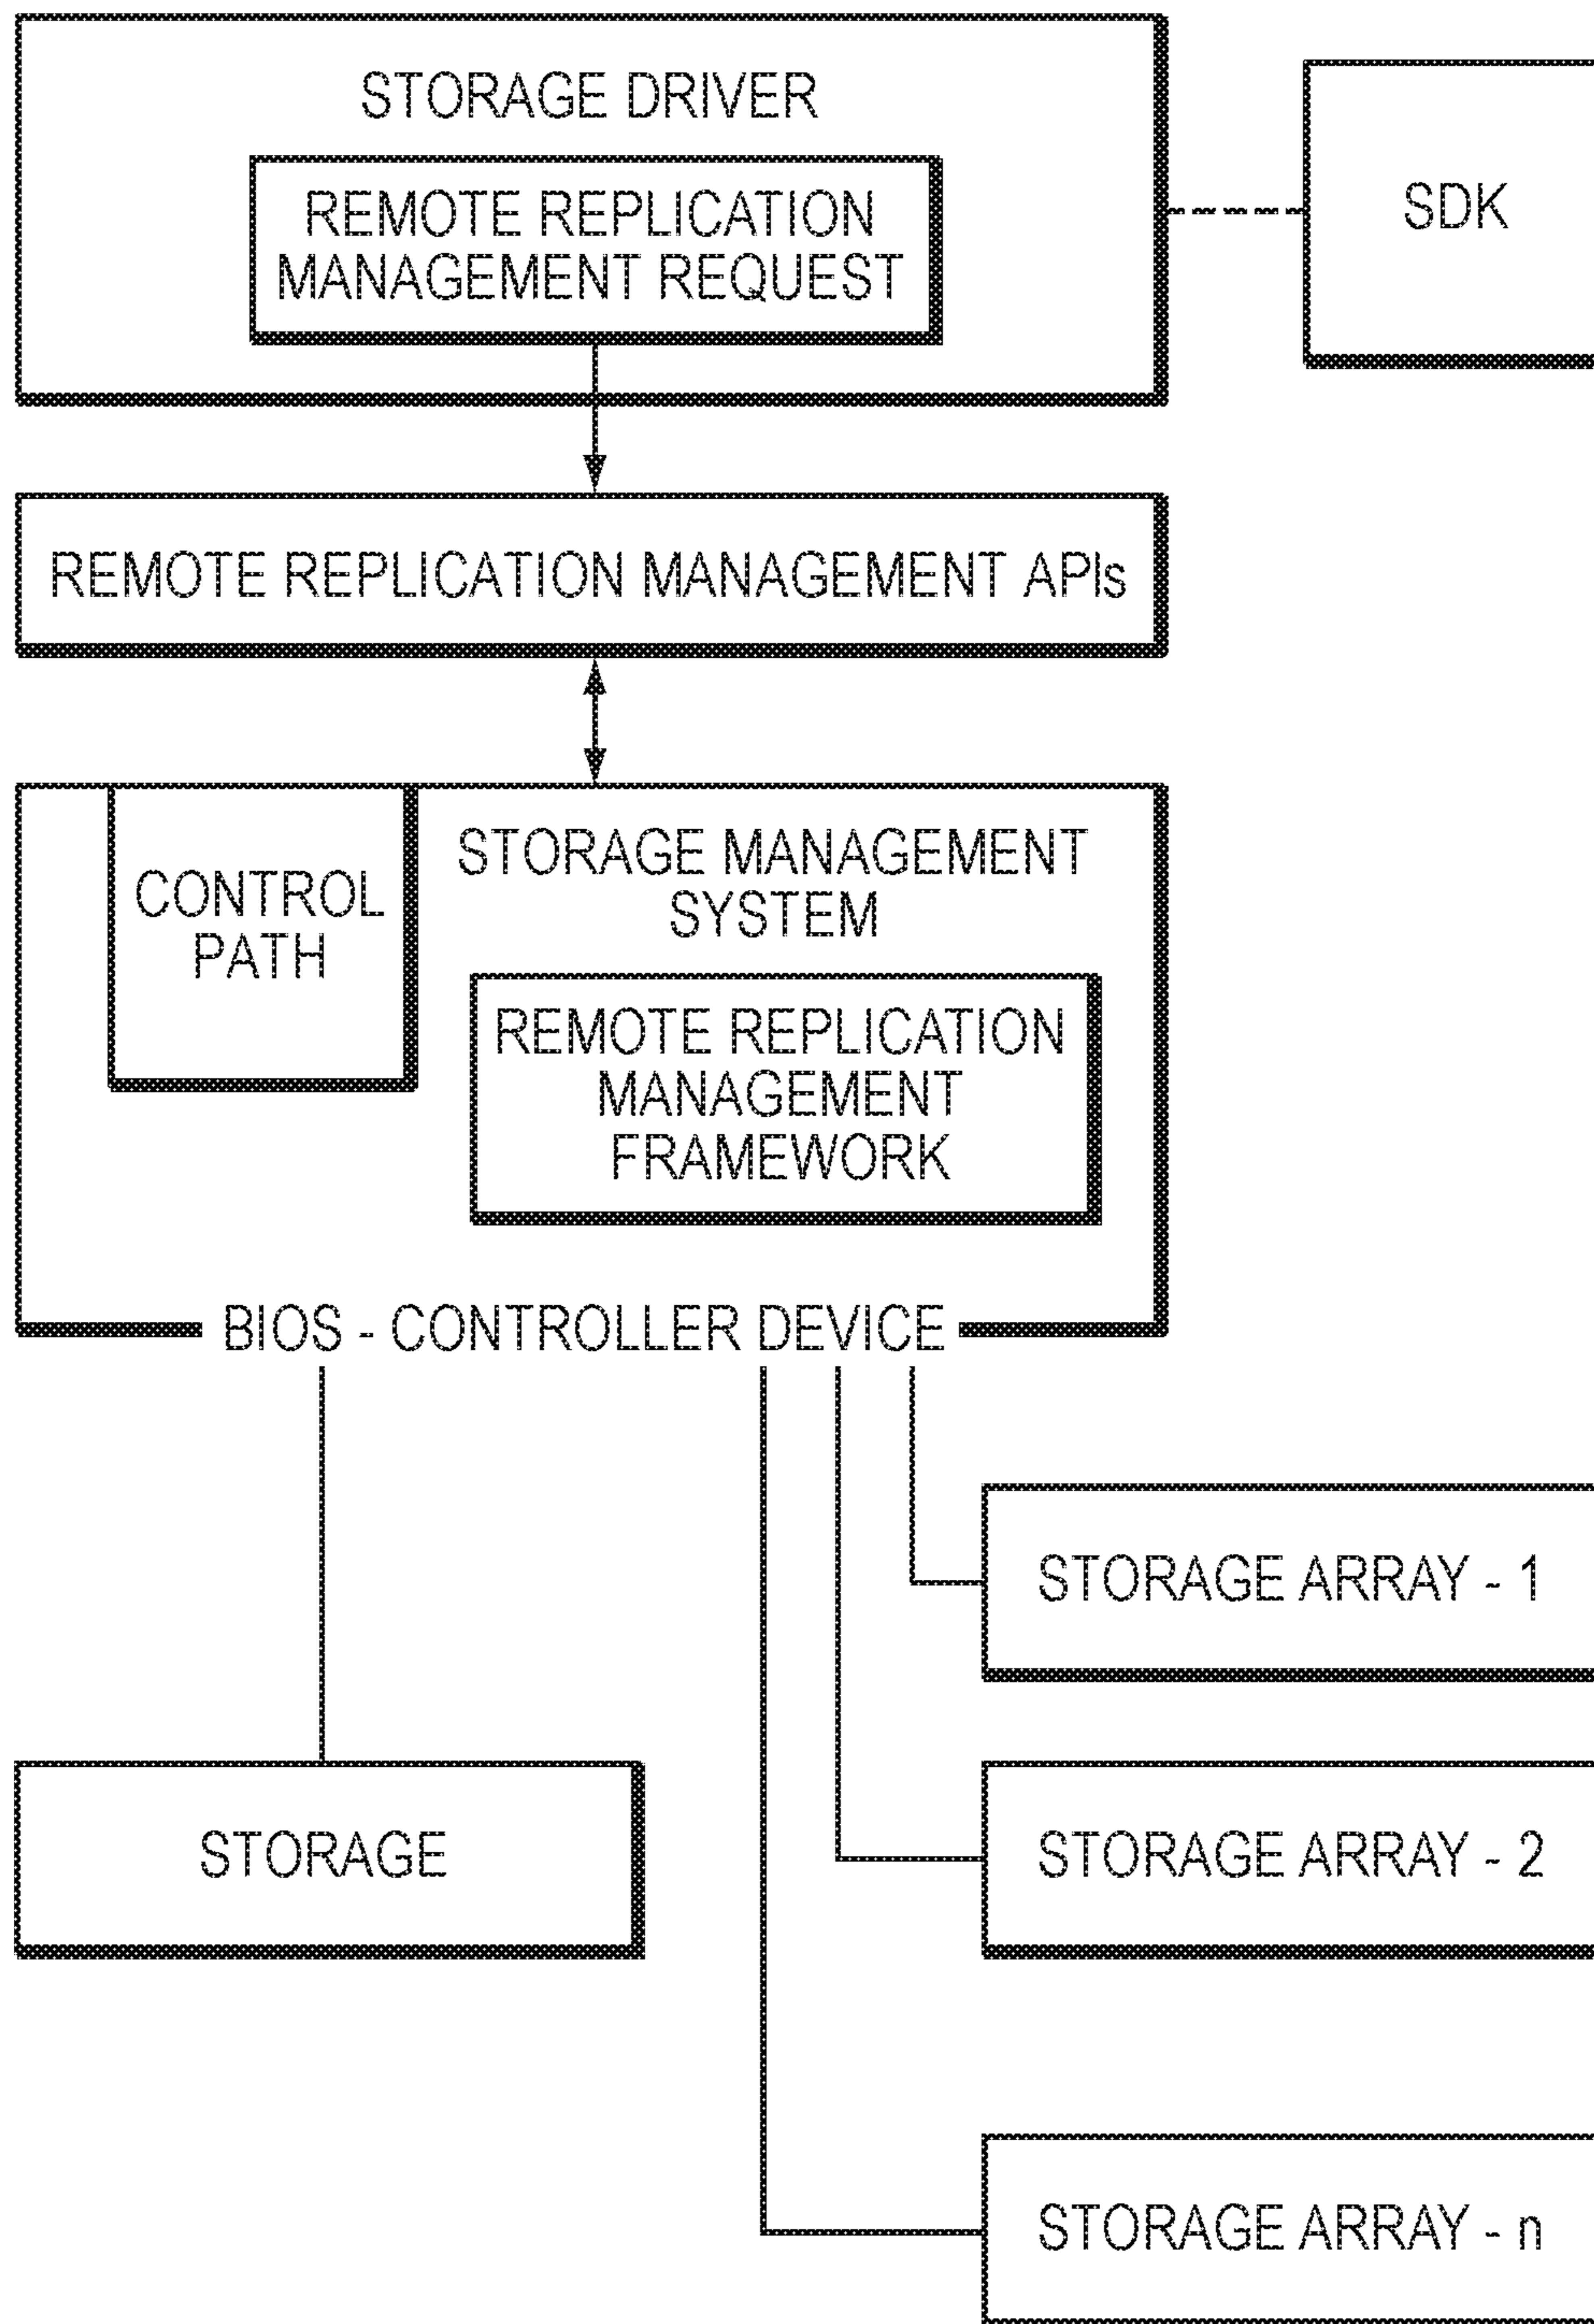 STORAGE DRIVER
REMOTE REPLICATION
MANAGEMENT REQUEST
SDK
REMOTE REPLICATION MANAGEMENT APIs
CONTROL
PATH
STORAGE MANAGEMENT
SYSTEM
REMOTE REPLICATION
MANAGEMENT
FRAMEWORK
BIOS - CONTROLLER DEVICE
STORAGE ARRAY - 1
STORAGE
STORAGE ARRAY - 2
STORAGE ARRAY - n